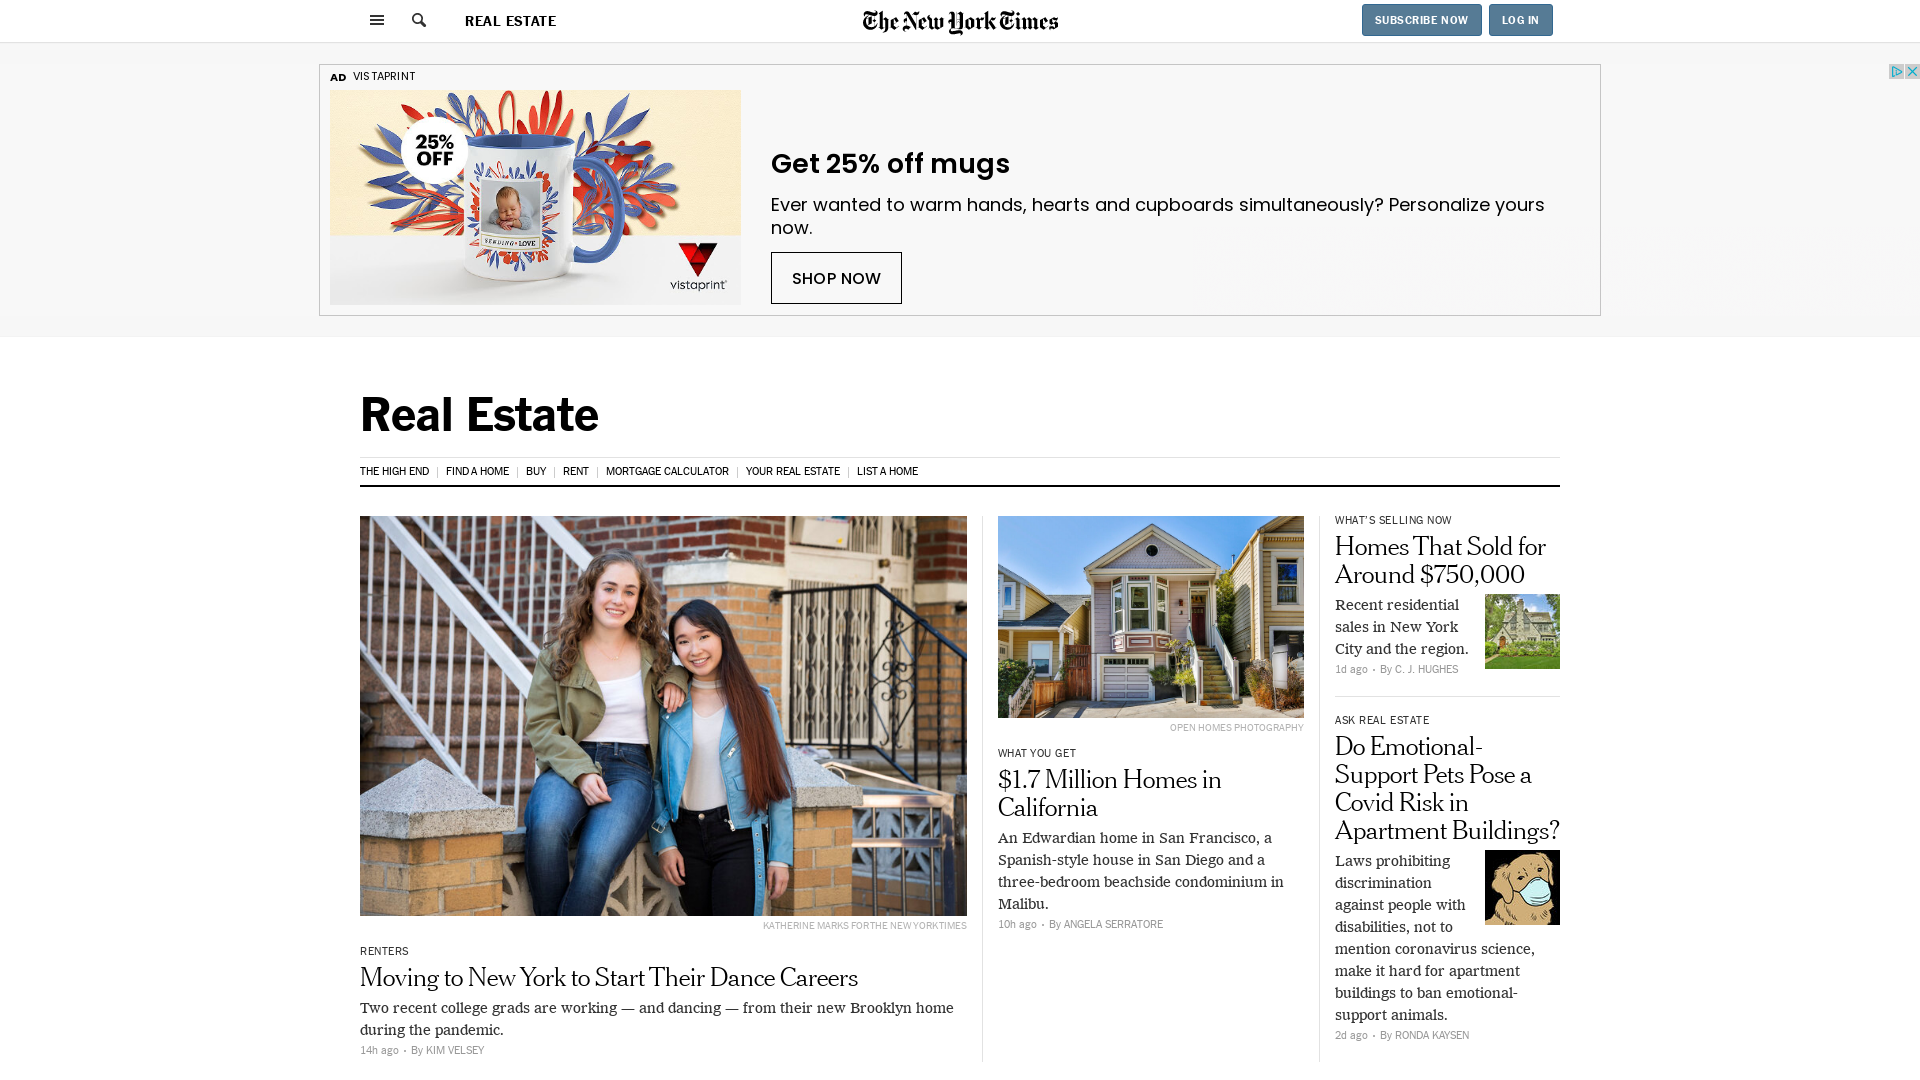 REAL ESTATE
The New York Times
SUBSCRIBE NOW
LOG IN
AD VISTAPRINT
25%
OFF
SENDING LOVE
vistaprint
Get 25% off mugs
Ever wanted to warm hands, hearts and cupboards simultaneously? Personalize yours
now.
SHOP NOW
Real Estate
THE HIGH END
FIND A HOME
BUY
RENT
MORTGAGE CALCULATOR
YOUR REAL ESTATE
LIST A HOME
KATHERINE MARKS FOR THE NEW YORK TIMES
RENTERS
Moving to New York to Start Their Dance Careers
Two recent college grads are working — and dancing — from their new Brooklyn home
during the pandemic.
14h ago • By KIM VELSEY
OPEN HOMES PHOTOGRAPHY
WHAT YOU GET
$1.7 Million Homes in
California
An Edwardian home in San Francisco, a
Spanish-style house in San Diego and a
three-bedroom beachside condominium in
Malibu.
10h ago • By ANGELA SERRATORE
WHAT'S SELLING NOW
Homes That Sold for
Around $750,000
Recent residential
sales in New York
City and the region.
1d ago • By C. J. HUGHES
ASK REAL ESTATE
Do Emotional-
Support Pets Pose a
Covid Risk in
Apartment Buildings?
Laws prohibiting
discrimination
against people with
disabilities, not to
mention coronavirus science,
make it hard for apartment
buildings to ban emotional-
support animals.
2d ago • By RONDA KAYSEN